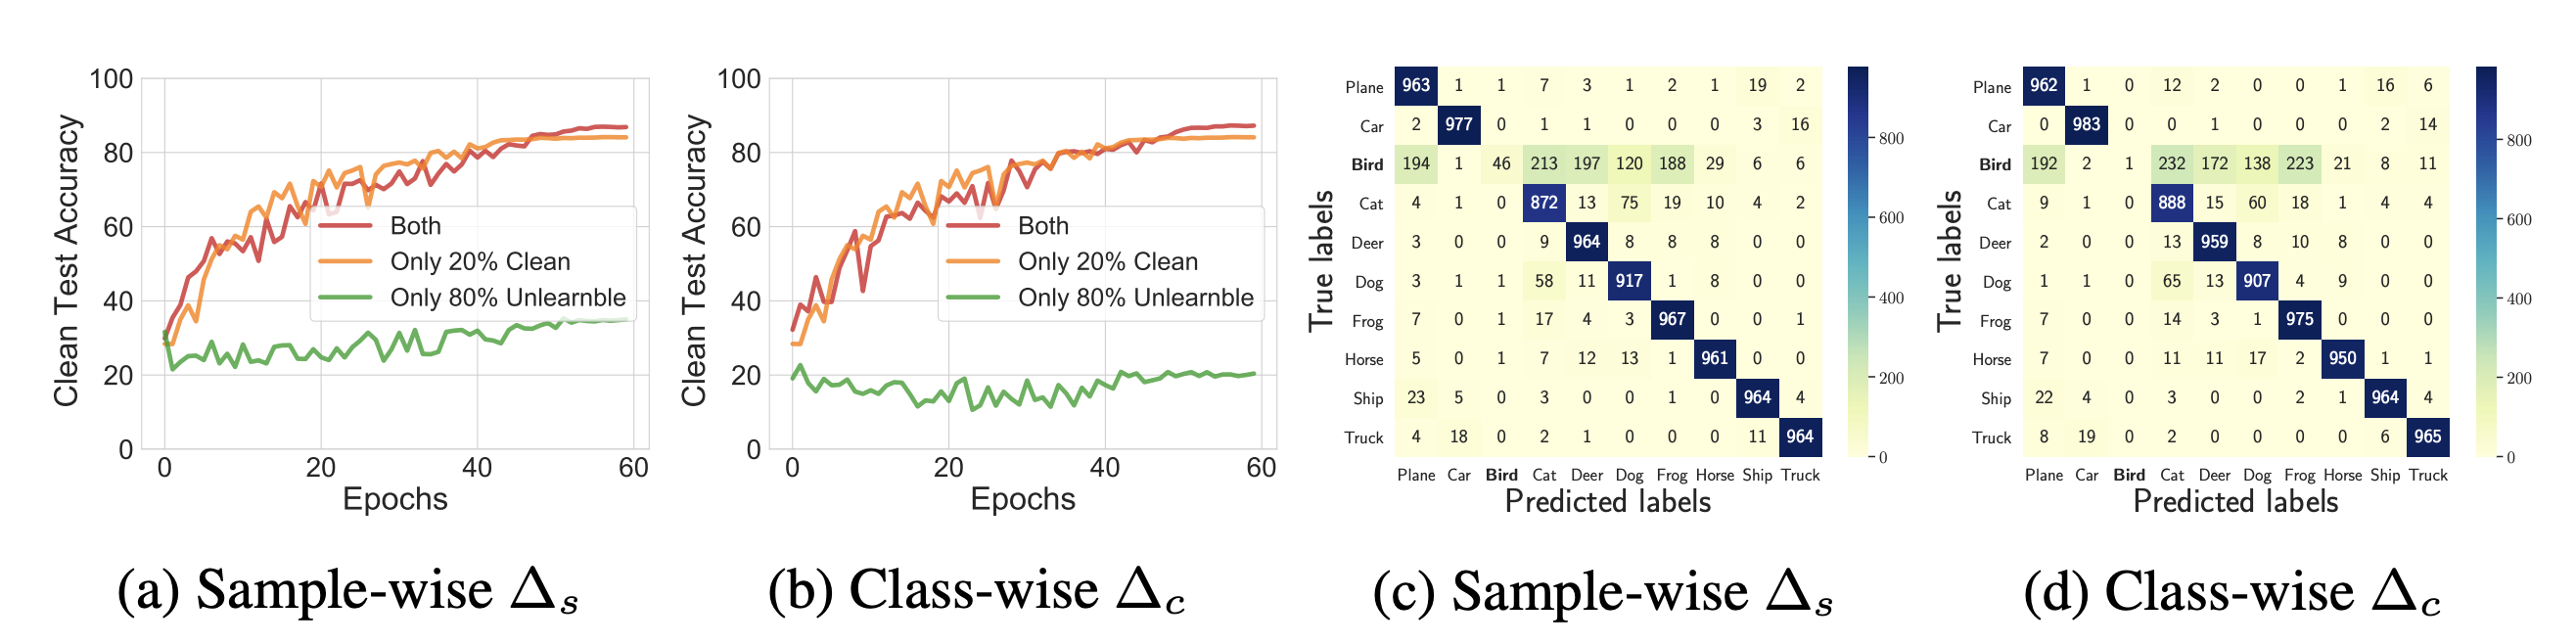 100
80
60
40
20
0
0 20 40 60
Clean Test Accuracy
Epochs
Both
Only 20% Clean
Only 80% Unlearnble
(a) Sample-wise Δs
100
80
60
40
20
0
0 20 40 60
Clean Test Accuracy
Epochs
Both
Only 20% Clean
Only 80% Unlearnble
(b) Class-wise Δc
True labels
Plane 963 1 1 7 3 1 2 1 19 2
Car 2 977 0 1 1 0 0 0 3 16
Bird 194 1 46 213 197 120 188 29 6 6
Cat 4 1 0 872 13 75 19 10 4 2
Deer 3 0 0 9 964 8 8 8 0 0
Dog 3 1 1 58 11 917 1 8 0 0
Frog 7 0 1 17 4 3 967 0 0 1
Horse 5 0 1 7 12 13 1 961 0 0
Ship 23 5 0 3 0 0 1 0 964 4
Truck 4 18 0 2 1 0 0 0 11 964
Plane Car Bird Cat Deer Dog Frog Horse Ship Truck
Predicted labels
800
600
400
200
0
(c) Sample-wise Δs
True labels
Plane 962 1 0 12 2 0 0 1 16 6
Car 0 983 0 0 1 0 0 0 2 14
Bird 192 2 1 232 172 138 223 21 8 11
Cat 9 1 0 888 15 60 18 1 4 4
Deer 2 0 0 13 959 8 10 8 0 0
Dog 1 1 0 65 13 907 4 9 0 0
Frog 7 0 0 14 3 1 975 0 0 0
Horse 7 0 0 11 11 17 2 950 1 1
Ship 22 4 0 3 0 0 2 1 964 4
Truck 8 19 0 2 0 0 0 0 6 965
Plane Car Bird Cat Deer Dog Frog Horse Ship Truck
Predicted labels
800
600
400
200
0
(d) Class-wise Δc